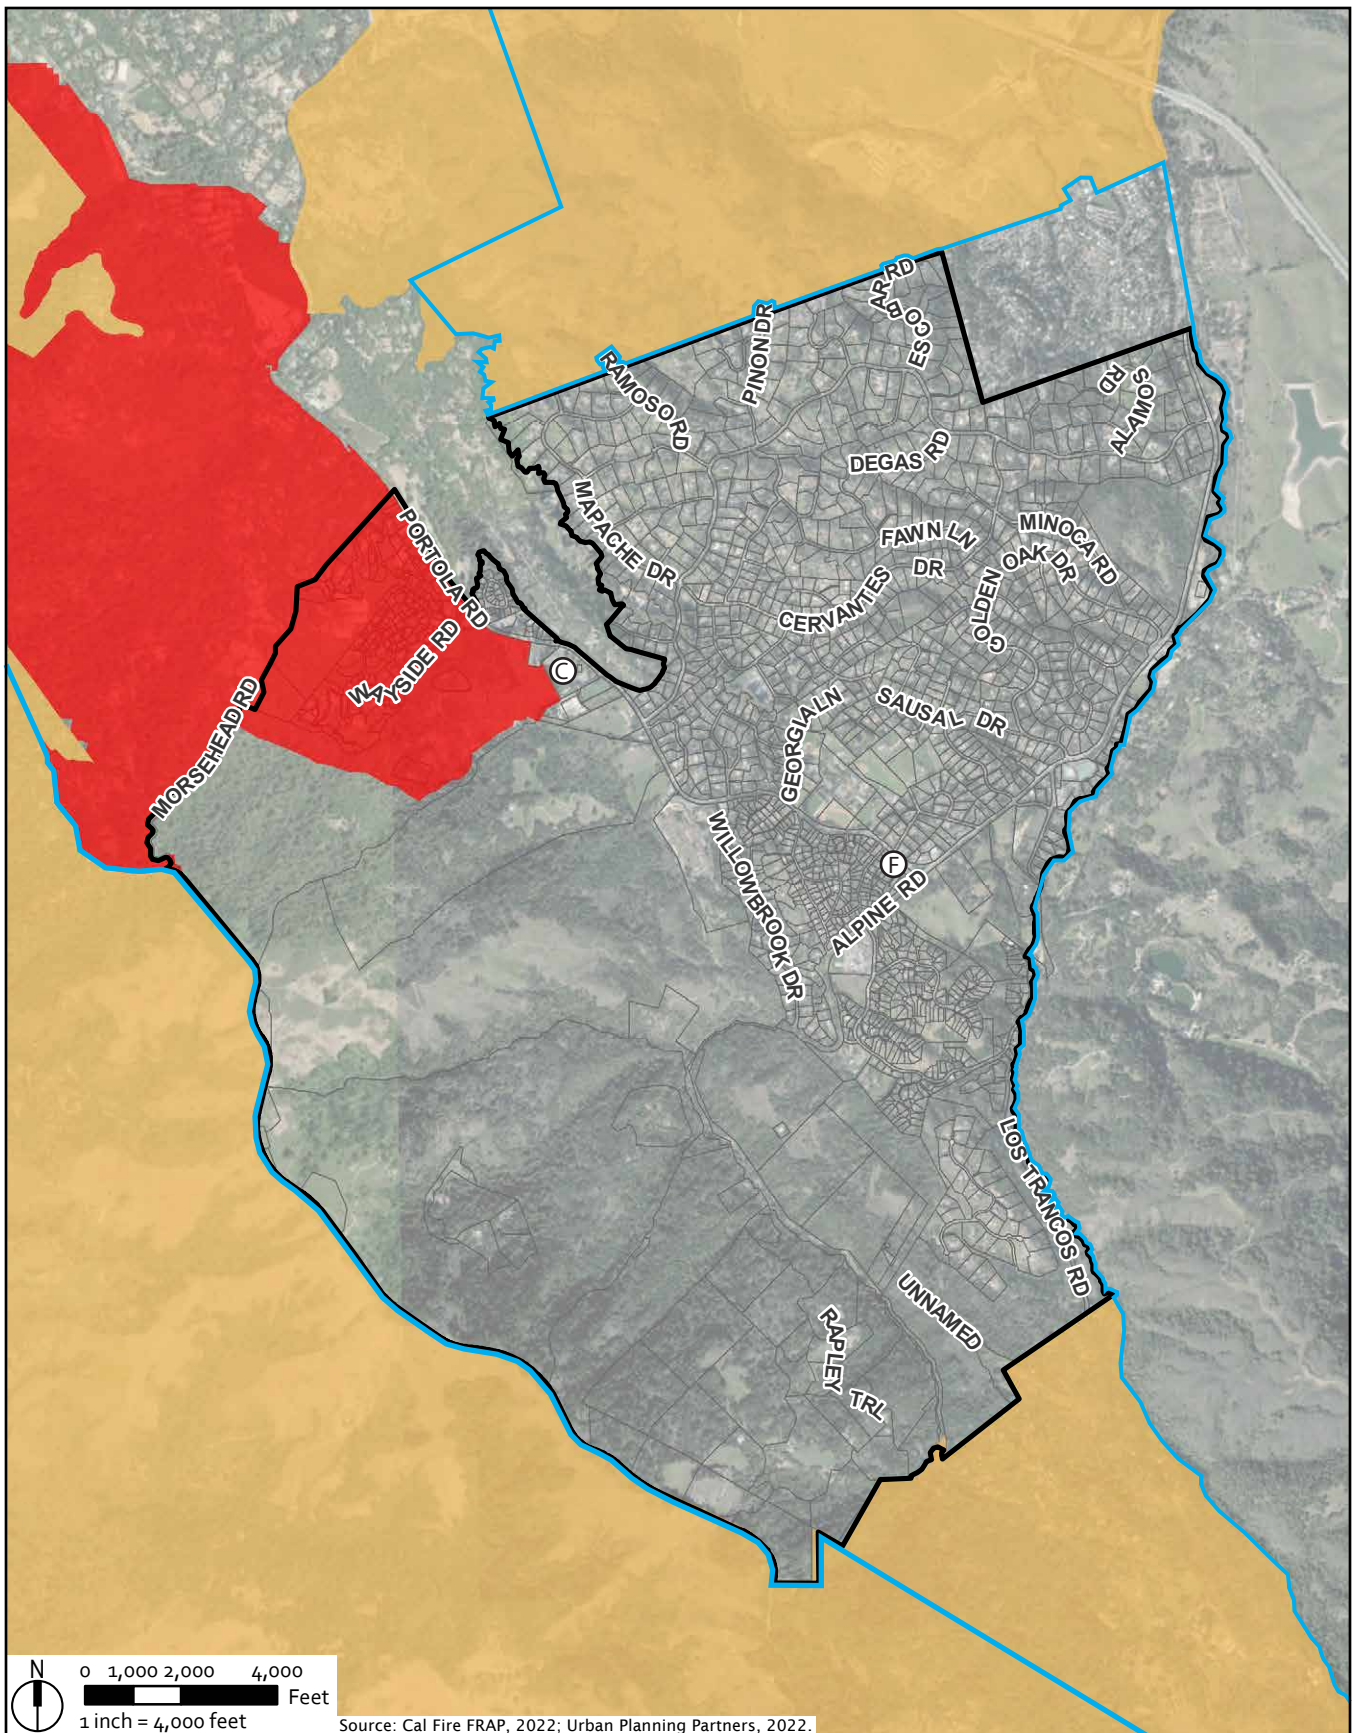 ESCOBAR RD
PINON DR
RAMOSO RD
ALAMOS RD
DEGAS RD
MAPACHE DR
PORTOLA RD
FAWN LN
MINOCA RD
GOLDEN OAK DR
CERVANTES DR
WAYSIDE RD
C
MORSEHEAD RD
GEORGIA LN
SAUSAL DR
WILLOWBROOK DR
F
ALPINE RD
LOS TRANCOS RD
UNNAMED
RAPLEY TRL
N
0 1,000 2,000 4,000
Feet
1 inch = 4,000 feet
Source: Cal Fire FRAP, 2022; Urban Planning Partners, 2022.